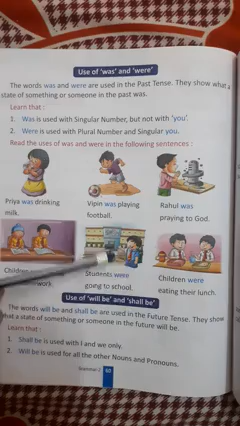 Use of 'was' and 'were'
The words was and were are used in the Past Tense. They show what a
state of something or someone in the past was.
Learn that :
1. Was is used with Singular Number, but not with 'you'.
2. Were is used with Plural Number and Singular you.
Read the uses of was and were in the following sentences :
Priya was drinking
milk.
Vipin was playing
football.
Rahul was
praying to God.
Children
work.
Students were
going to school.
Children were
eating their lunch.
Use of 'will be' and 'shall be'
The words will be and shall be are used in the Future Tense. They show
what a state of something or someone in the future will be.
Learn that :
1. Shall be is used with I and we only.
2. Will be is used for all the other Nouns and Pronouns.
Grammar-2